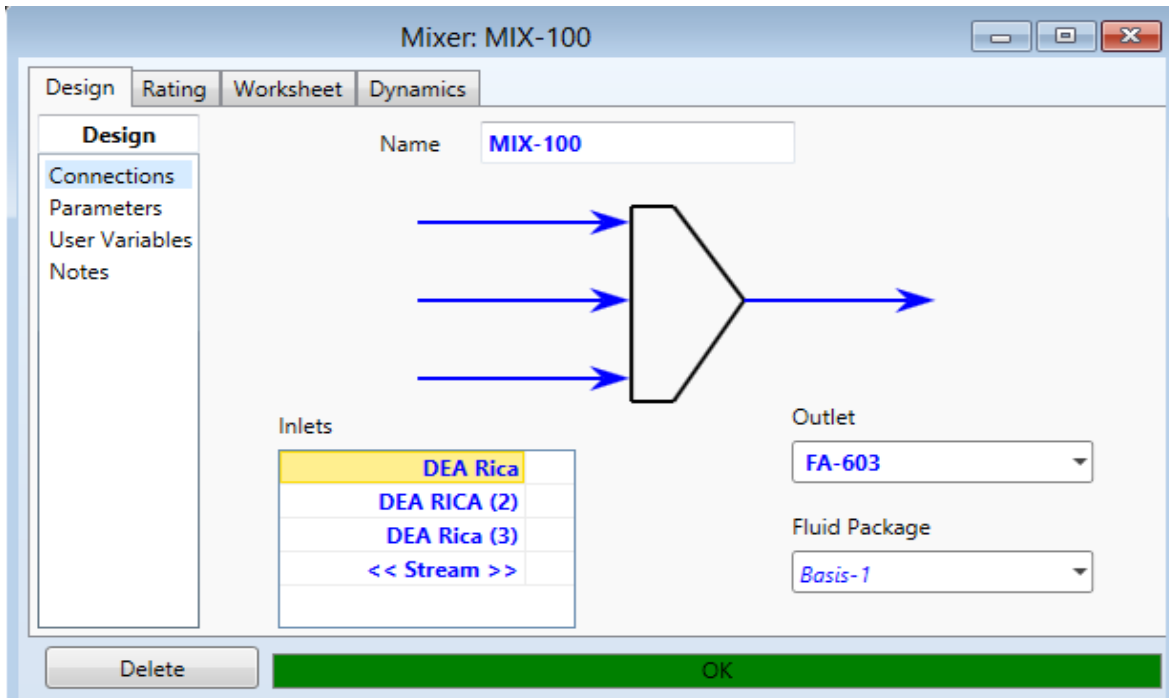 Mixer: MIX-100
Design Rating Worksheet Dynamics
Design
Connections
Parameters
User Variables
Notes
Name MIX-100
Inlets
DEA Rica
DEA RICA (2)
DEA Rica (3)
<< Stream >>
Outlet
FA-603
Fluid Package
Basis-1
Delete
OK